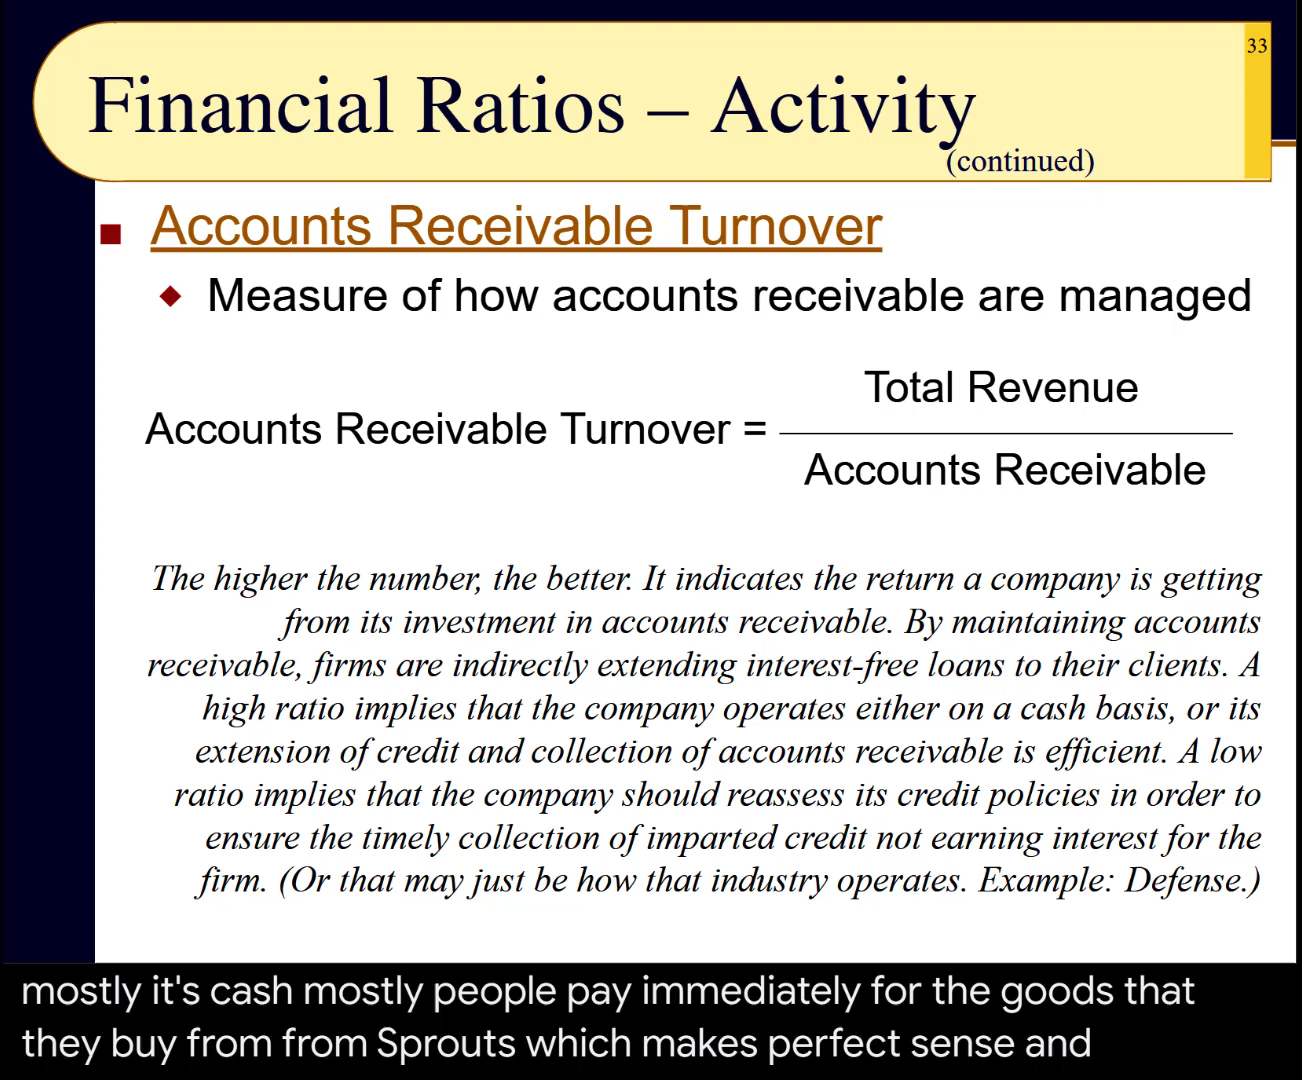 33
Financial Ratios – Activity
(continued)
Accounts Receivable Turnover
Measure of how accounts receivable are managed
Total Revenue
Accounts Receivable Turnover =
Accounts Receivable
The higher the number, the better. It indicates the return a company is getting
from its investment in accounts receivable. By maintaining accounts
receivable, firms are indirectly extending interest-free loans to their clients. A
high ratio implies that the company operates either on a cash basis, or its
extension of credit and collection of accounts receivable is efficient. A low
ratio implies that the company should reassess its credit policies in order to
ensure the timely collection of imparted credit not earning interest for the
firm. (Or that may just be how that industry operates. Example: Defense.)
mostly it's cash mostly people pay immediately for the goods that
they buy from from Sprouts which makes perfect sense and